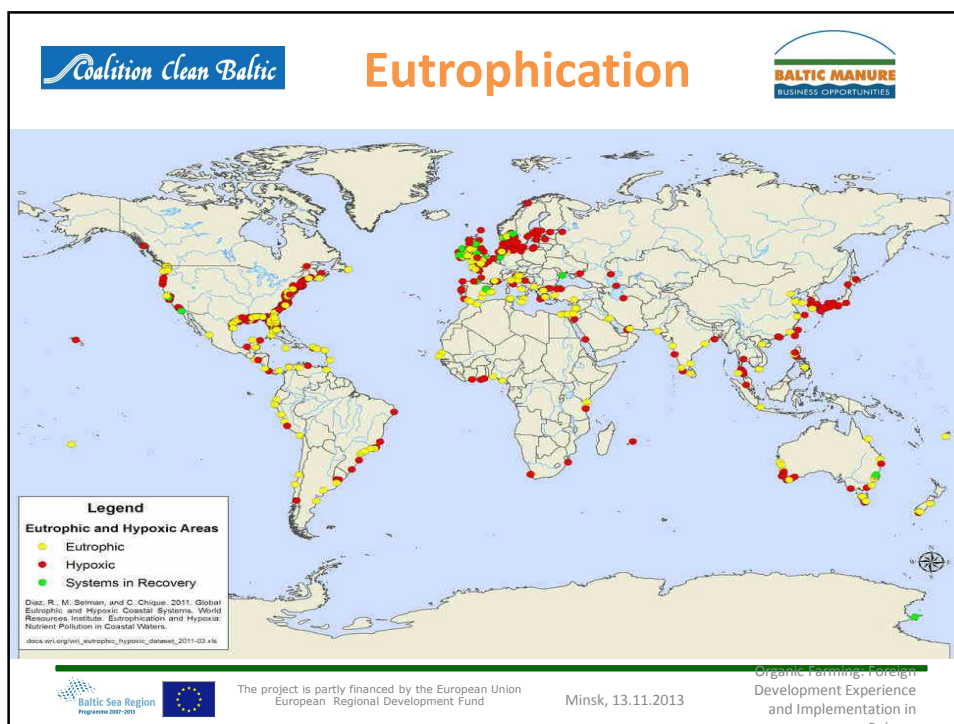 Coalition Clean Baltic
Eutrophication
BALTIC MANURE
BUSINESS OPPORTUNITIES
Legend
Eutrophic and Hypoxic Areas
Eutrophic
Hypoxic
Systems in Recovery
Diaz, R., M. Selman, and C. Chique. 2011. Global
Eutrophic and Hypoxic Coastal Systems. World
Resources Institute. Eutrophication and Hypoxia:
Nutrient Pollution in Coastal Waters.
docs.wri.org/wri_eutrophic_hypoxic_dataset_2011-03.xls
N
W
E
S
Baltic Sea Region
Programme 2007-2013
The project is partly financed by the European Union
European Regional Development Fund
Minsk, 13.11.2013
Organic Farming: Foreign
Development Experience
and Implementation in